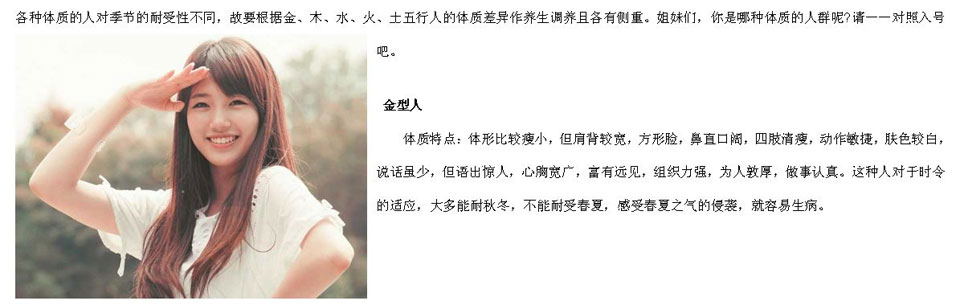 各种体质的人对季节的耐受性不同，故要根据金、木、水、火、土五行人的体质差异作养生调养且各有侧重。姐妹们，你是哪种体质的人群呢?请一一对照入号
吧。
金型人
体质特点：体形比较瘦小，但肩背较宽，方形脸，鼻直口阔，四肢清瘦，动作敏捷，肤色较白，
说话虽少，但语出惊人，心胸宽广，富有远见，组织力强，为人敦厚，做事认真。这种人对于时令
的适应，大多能耐秋冬，不能耐受春夏，感受春夏之气的侵袭，就容易生病。